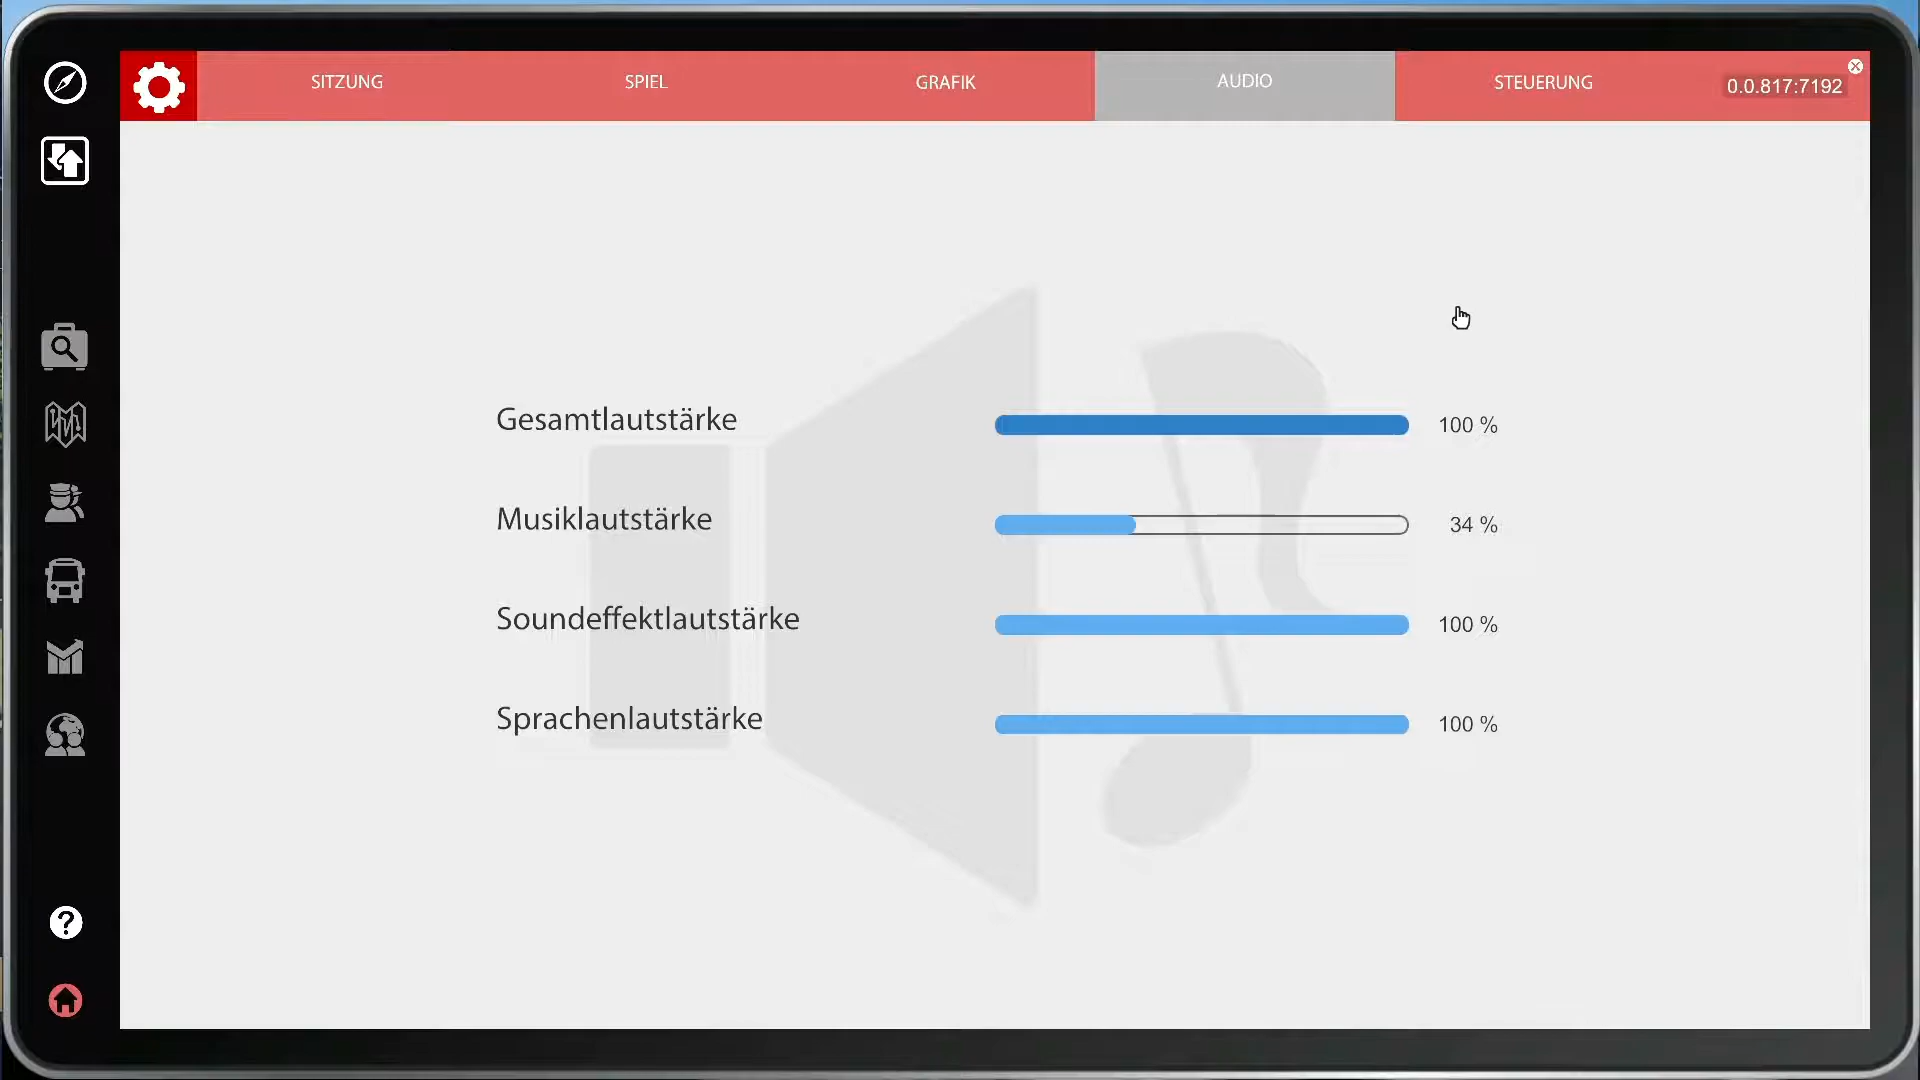 SITZUNG SPIEL GRAFIK AUDIO STEUERUNG 0.0.817:7192
Gesamtlautstärke 100 %
Musiklautstärke 34 %
Soundeffektlautstärke 100 %
Sprachenlautstärke 100 %